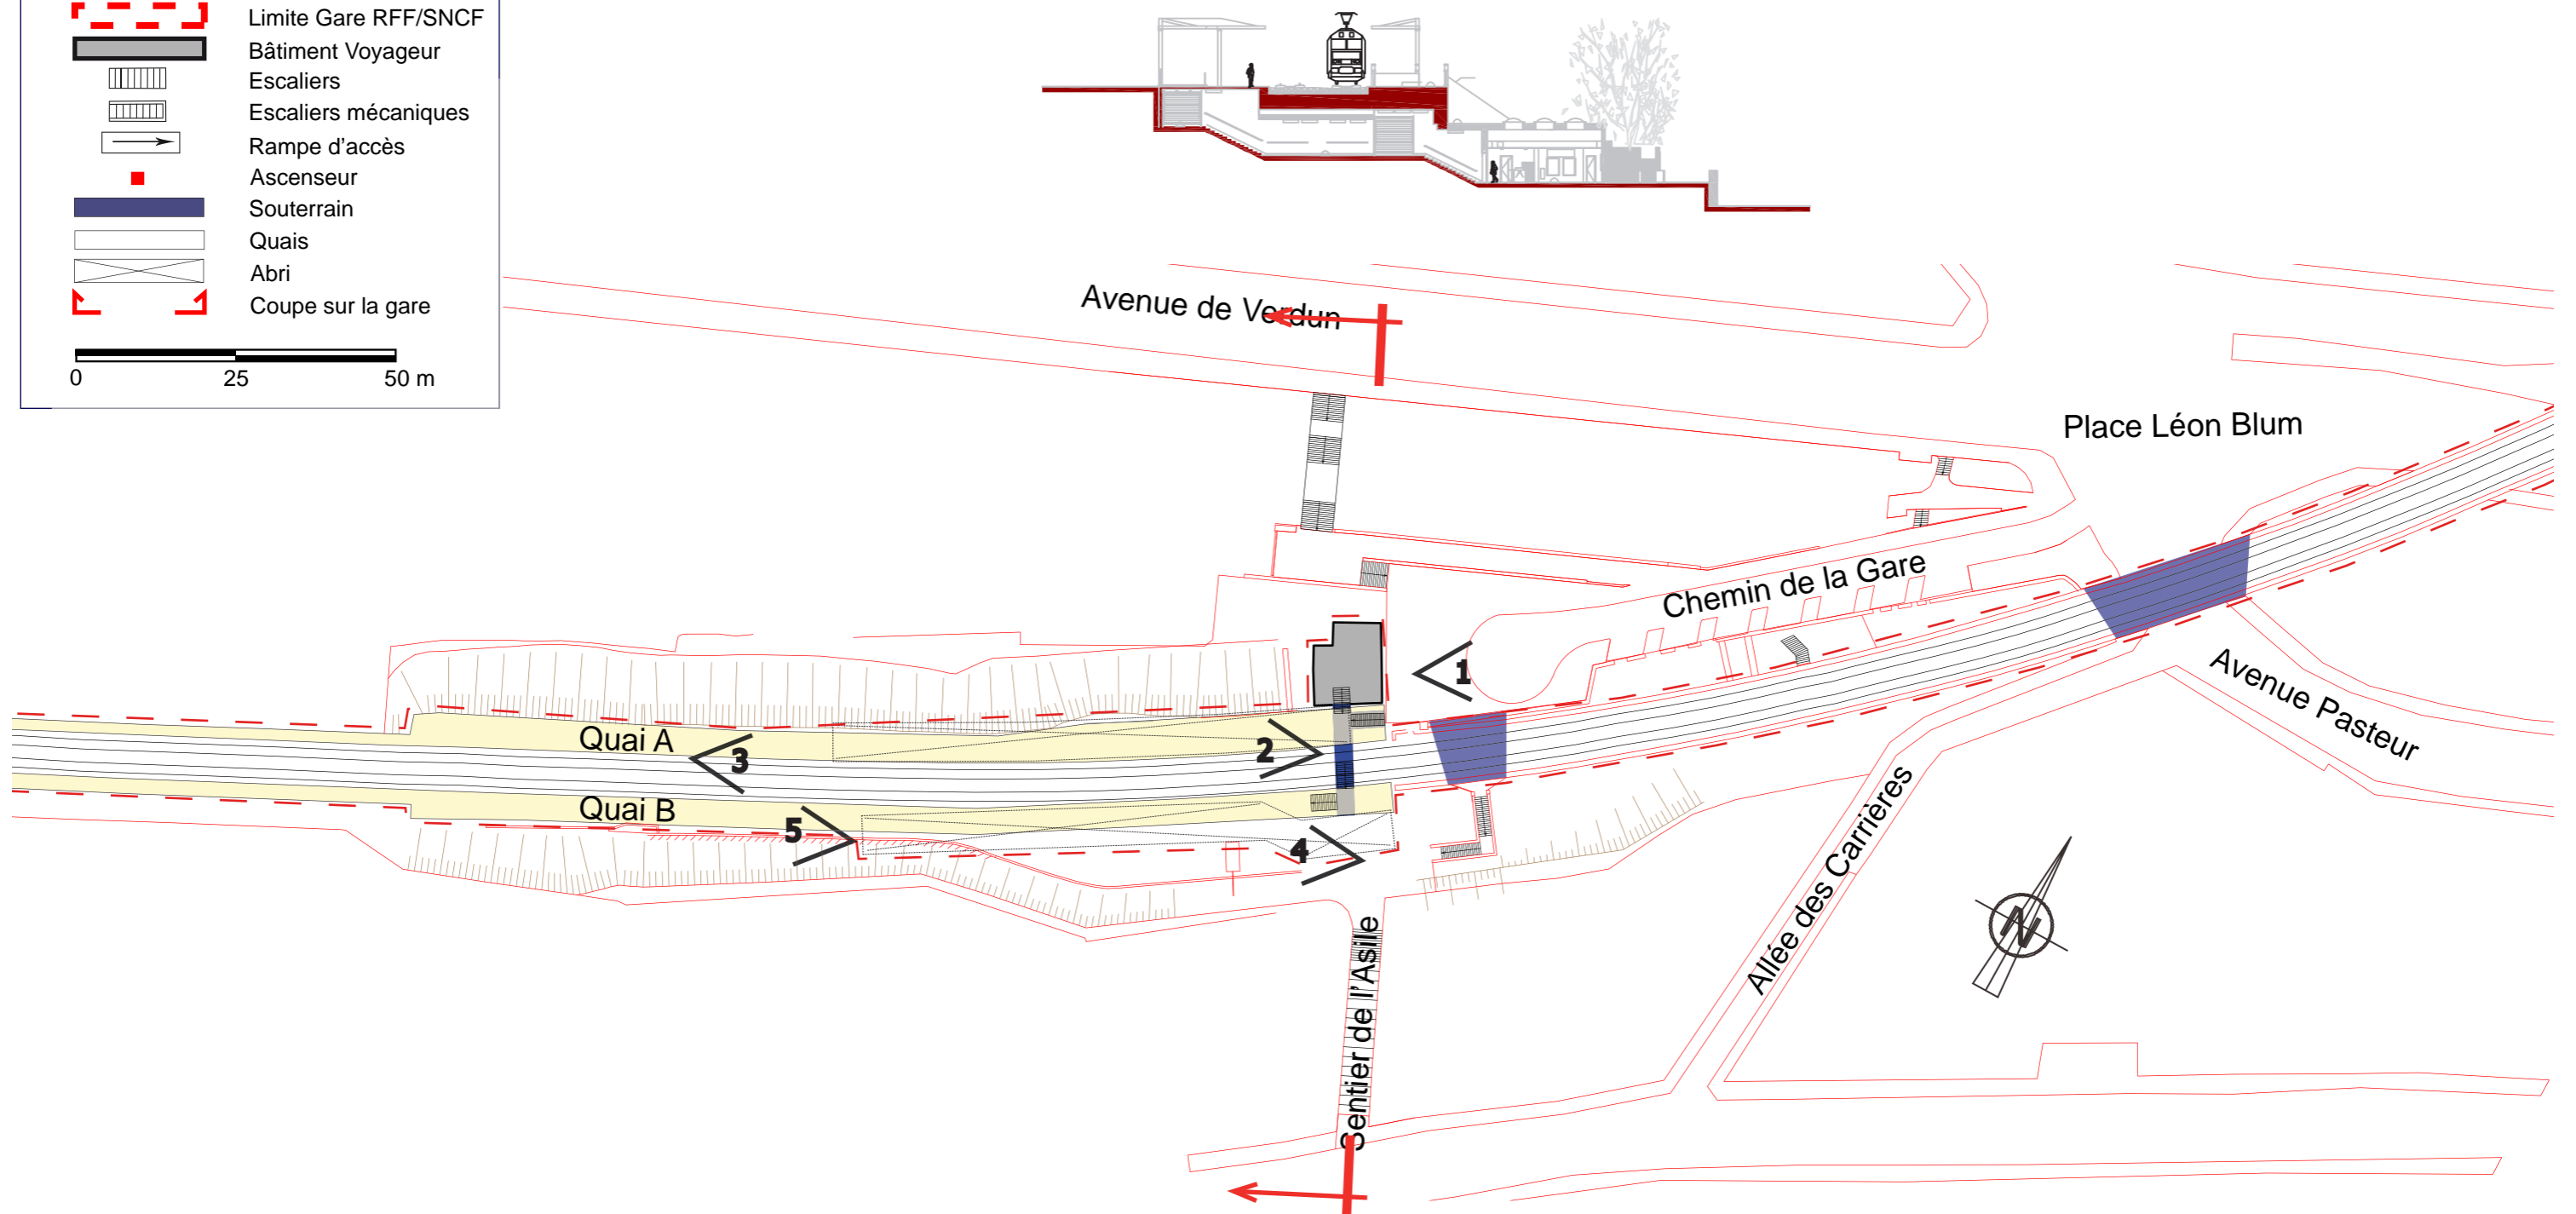 Limite Gare RFF/SNCF
Bâtiment Voyageur
Escaliers
Escaliers mécaniques
Rampe d'accès
Ascenseur
Souterrain
Quais
Abri
Coupe sur la gare
0 25 50 m
Avenue de Verdun
Place Léon Blum
Chemin de la Gare
1
Avenue Pasteur
Quai A
3
2
Quai B
5
4
Allée des Carrières
N
Sentier de l'Asile